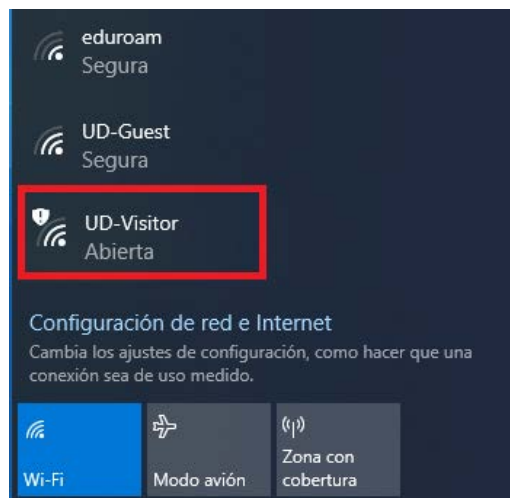 eduroam
Segura
UD-Guest
Segura
UD-Visitor
Abierta
Configuración de red e Internet
Cambia los ajustes de configuración, como hacer que una
conexión sea de uso medido.
Wi-Fi
Modo avión
Zona con
cobertura